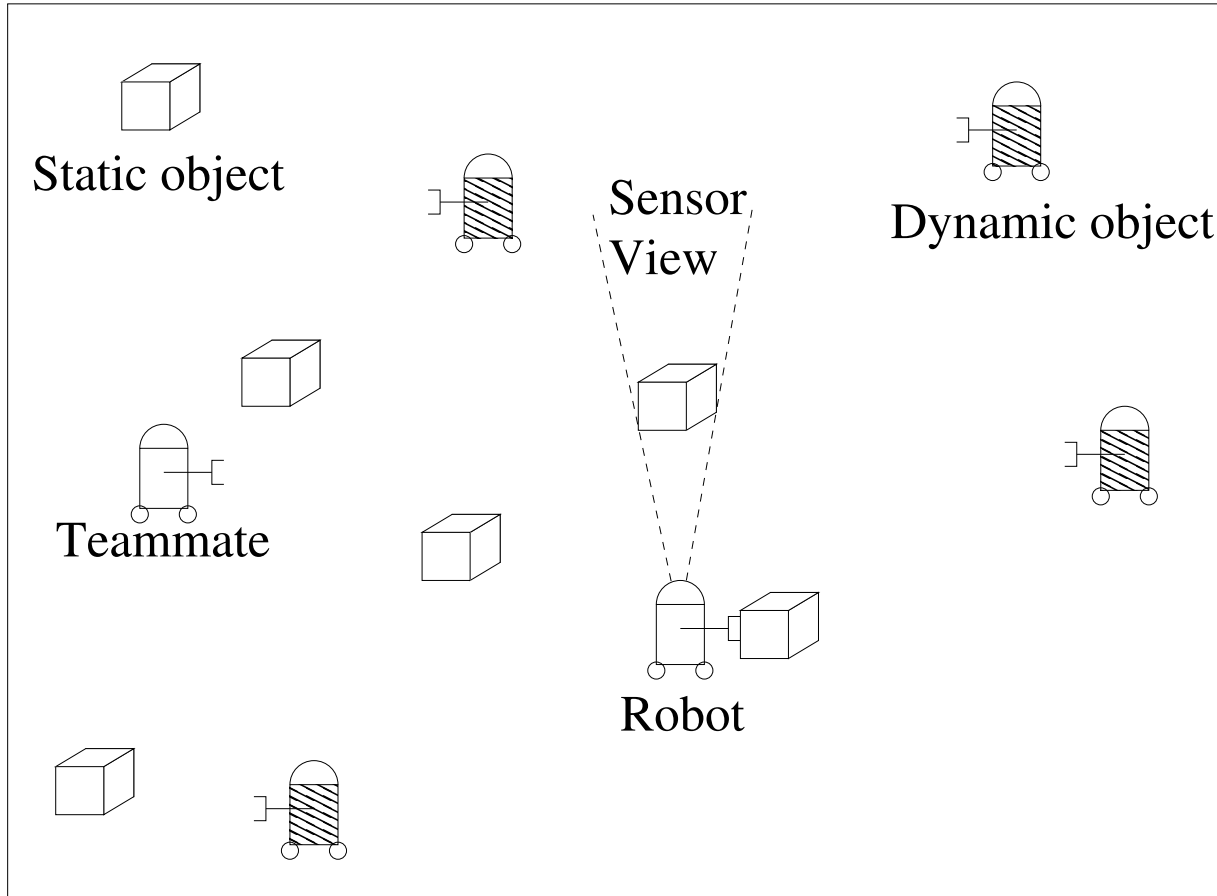 Static object
Sensor
View
Dynamic object
Teammate
Robot